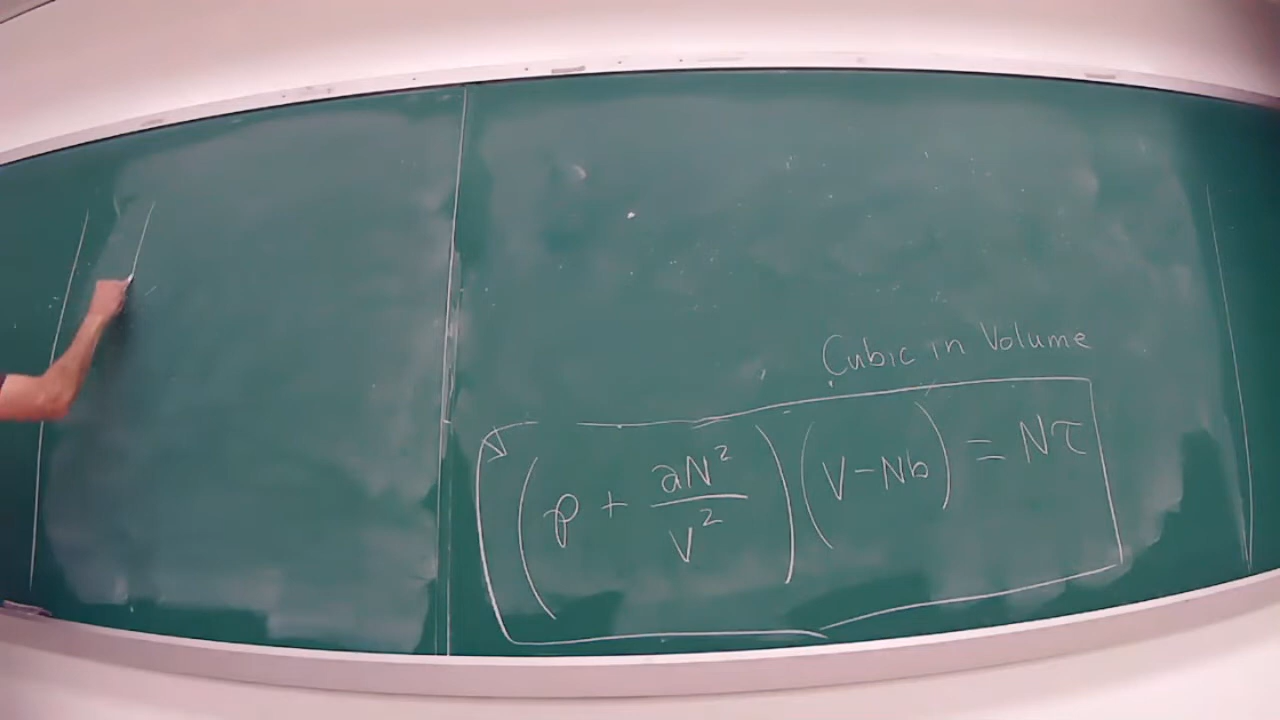 Cubic in Volume
(p + aN²/V²)(V-Nb) = Nτ